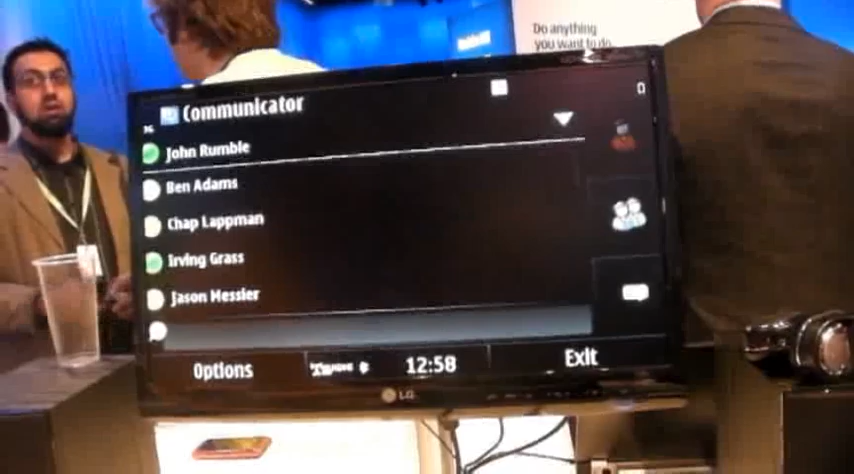 Do anything
you want to do.
Communicator
3G
John Rumble
Ben Adams
Chap Lappman
Irving Grass
Jason Messier
Options
12:58
Exit
LG